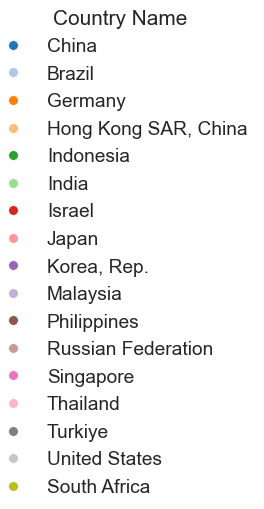 Country Name
China
Brazil
Germany
Hong Kong SAR, China
Indonesia
India
Israel
Japan
Korea, Rep.
Malaysia
Philippines
Russian Federation
Singapore
Thailand
Turkiye
United States
South Africa